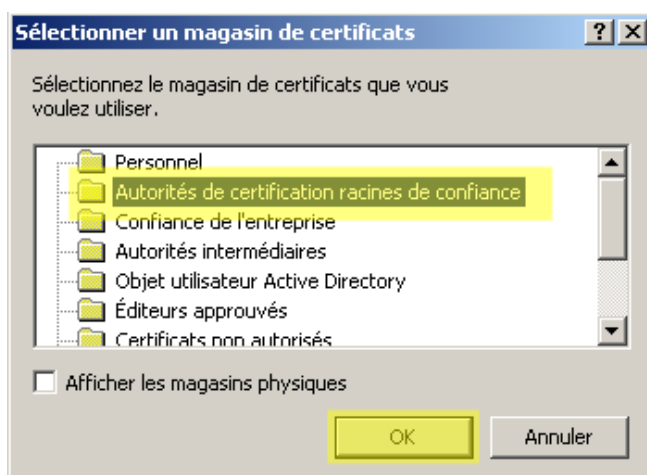 Sélectionner un magasin de certificats
Sélectionnez le magasin de certificats que vous
voulez utiliser.
Personnel
Autorités de certification racines de confiance
Confiance de l'entreprise
Autorités intermédiaires
Objet utilisateur Active Directory
Éditeurs approuvés
Certificats non autorisés
Afficher les magasins physiques
OK
Annuler